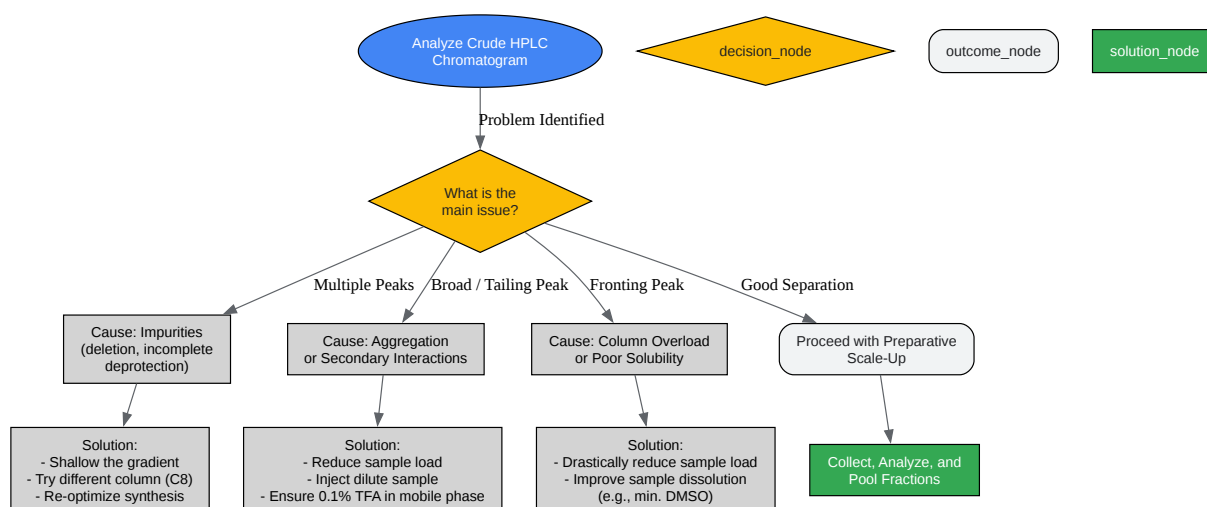 Analyze Crude HPLC
Chromatogram
decision_node
outcome_node
solution_node
Problem Identified
What is the
main issue?
Multiple Peaks
Broad / Tailing Peak
Fronting Peak
Good Separation
Cause: Impurities
(deletion, incomplete
deprotection)
Cause: Aggregation
or Secondary Interactions
Cause: Column Overload
or Poor Solubility
Proceed with Preparative
Scale-Up
Solution:
- Shallow the gradient
- Try different column (C8)
- Re-optimize synthesis
Solution:
- Reduce sample load
- Inject dilute sample
- Ensure 0.1% TFA in mobile phase
Solution:
- Drastically reduce sample load
- Improve sample dissolution
(e.g., min. DMSO)
Collect, Analyze, and
Pool Fractions